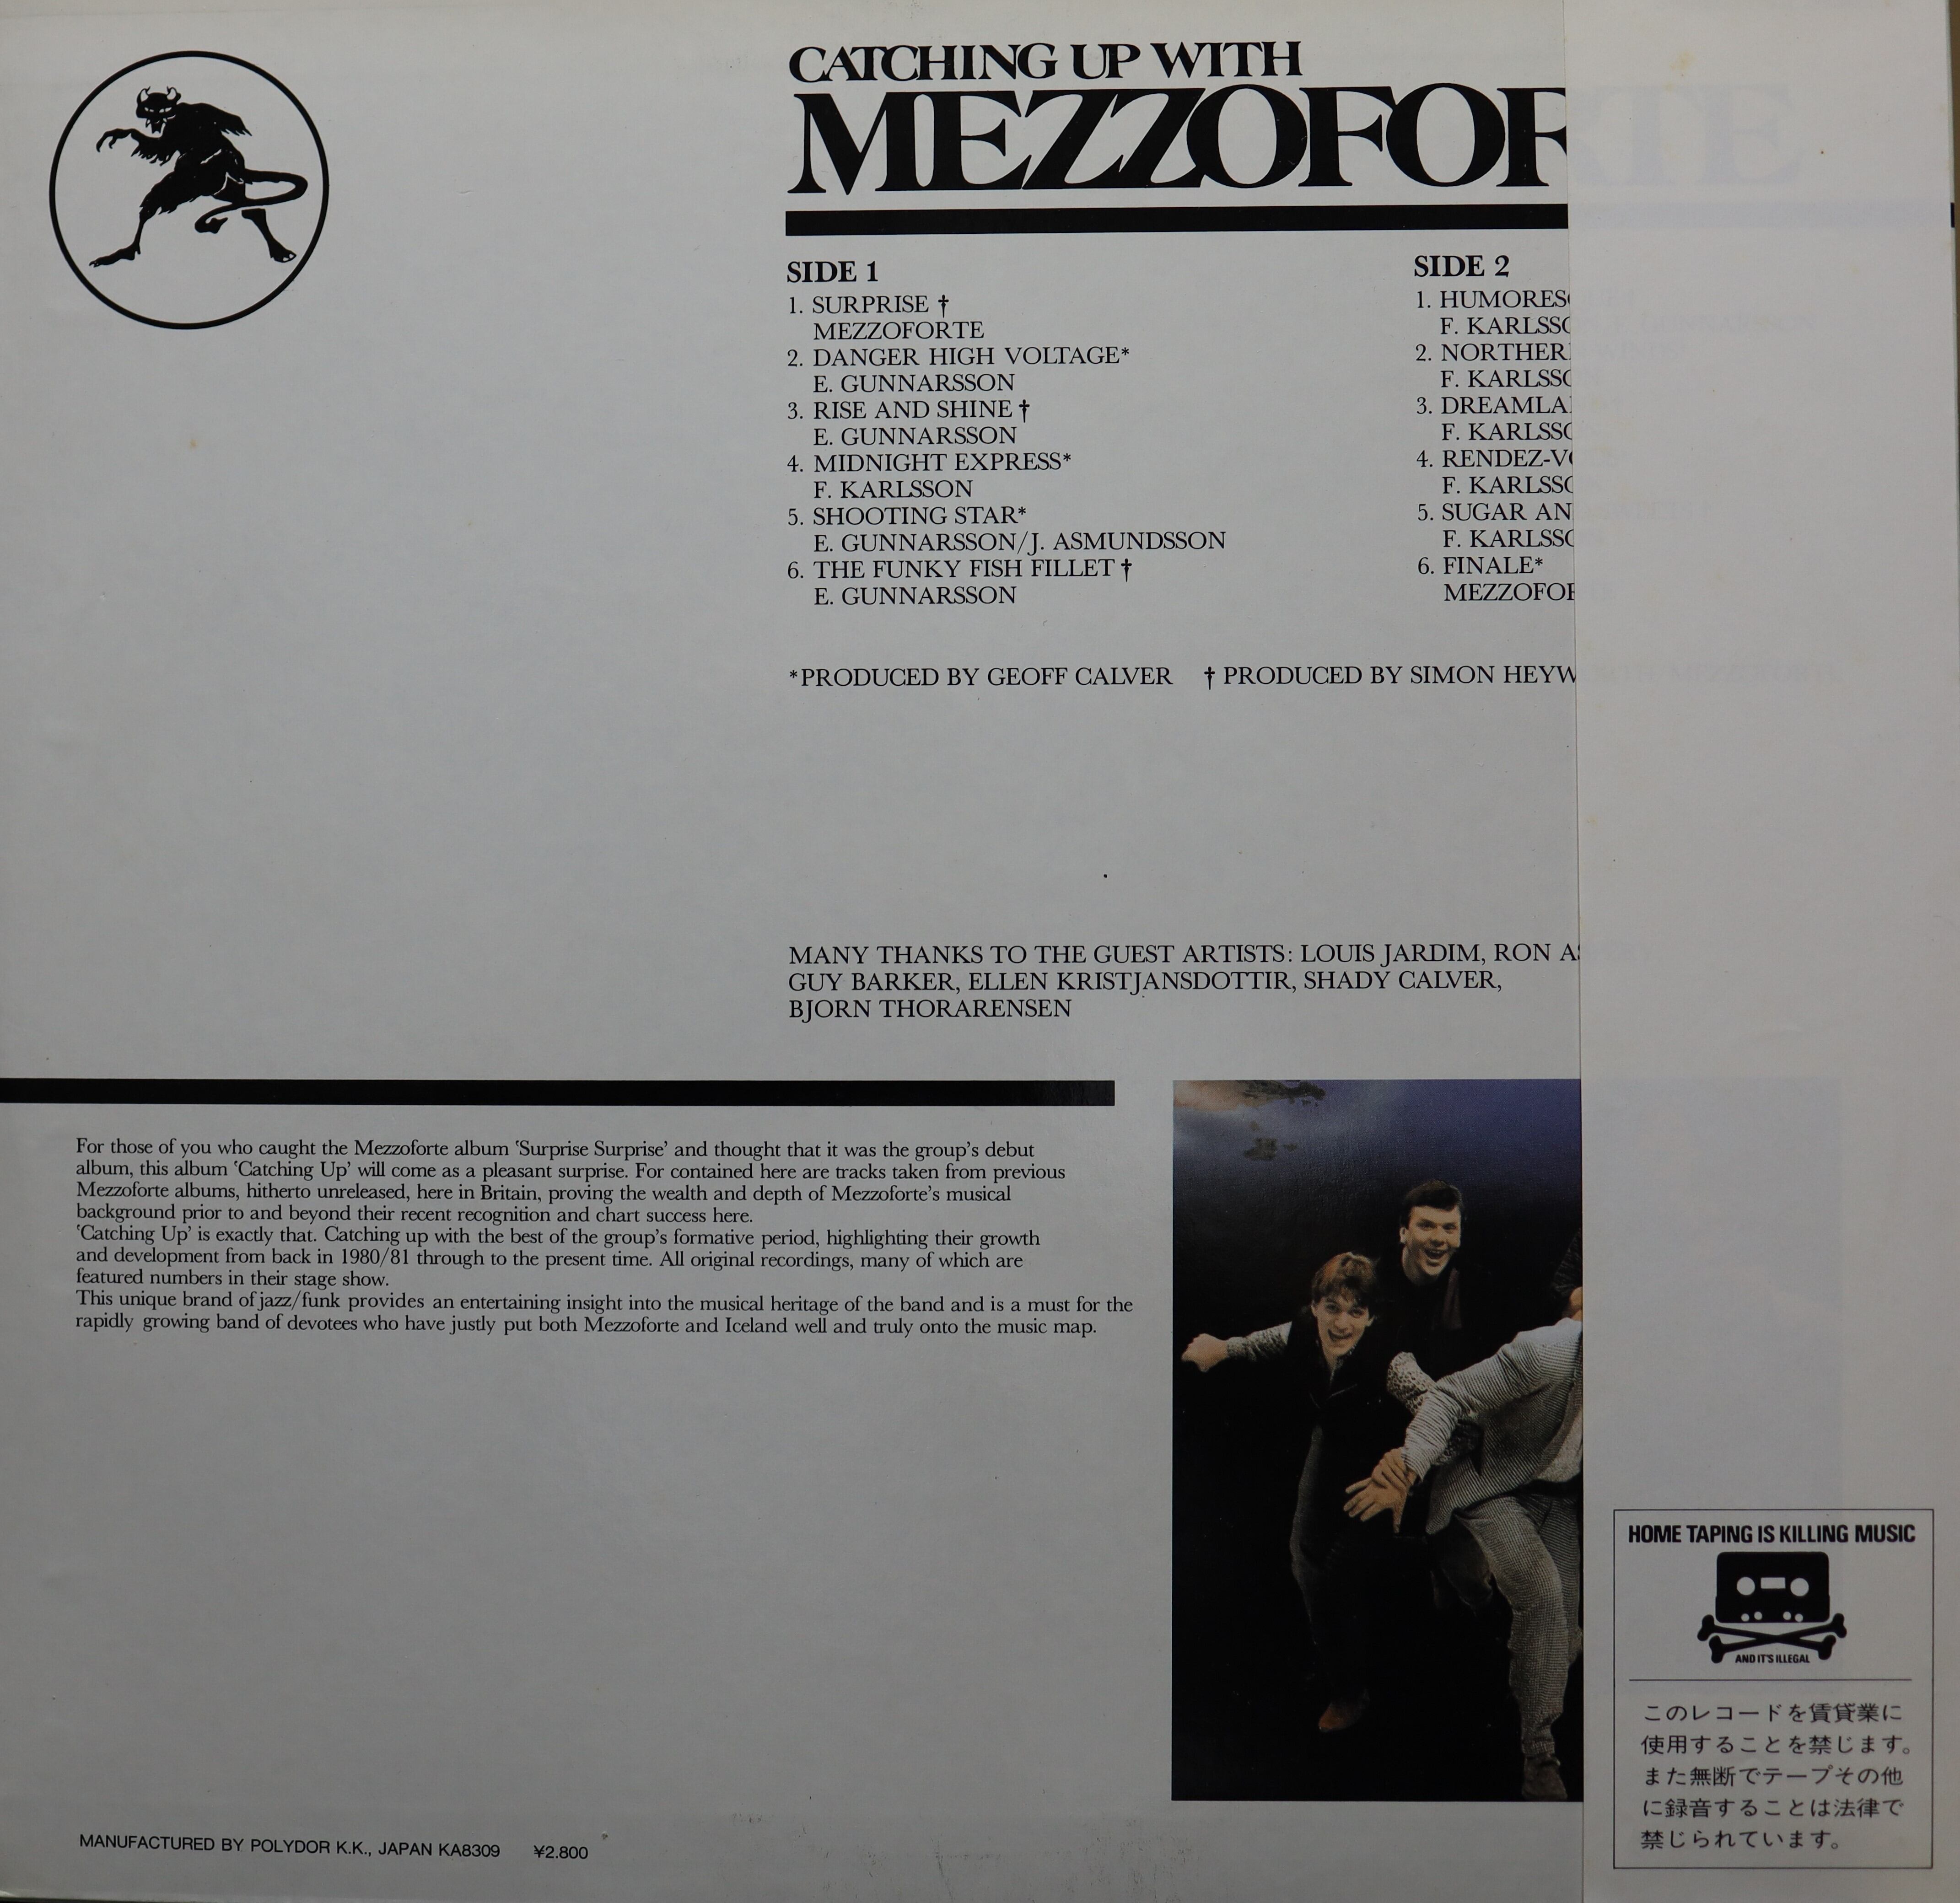 CATCHING UP WITH
MEZZOFOR
SIDE 1
1. SURPRISE †
MEZZOFORTE
2. DANGER HIGH VOLTAGE*
E. GUNNARSSON
3. RISE AND SHINE †
E. GUNNARSSON
4. MIDNIGHT EXPRESS*
F. KARLSSON
5. SHOOTING STAR*
E. GUNNARSSON/J. ASMUNDSSON
6. THE FUNKY FISH FILLET †
E. GUNNARSSON
SIDE 2
1. HUMORES
F. KARLSSO
2. NORTHER
F. KARLSSO
3. DREAMLA
F. KARLSSO
4. RENDEZ-VO
F. KARLSSO
5. SUGAR AN
F. KARLSSO
6. FINALE*
MEZZOFOR
*PRODUCED BY GEOFF CALVER † PRODUCED BY SIMON HEYW
MANY THANKS TO THE GUEST ARTISTS: LOUIS JARDIM, RON AS
GUY BARKER, ELLEN KRISTJANSDOTTIR, SHADY CALVER,
BJORN THORARENSEN
For those of you who caught the Mezzoforte album ‘Surprise Surprise’ and thought that it was the group’s debut
album, this album ‘Catching Up’ will come as a pleasant surprise. For contained here are tracks taken from previous
Mezzoforte albums, hitherto unreleased, here in Britain, proving the wealth and depth of Mezzoforte’s musical
background prior to and beyond their recent recognition and chart success here.
‘Catching Up’ is exactly that. Catching up with the best of the group’s formative period, highlighting their growth
and development from back in 1980/81 through to the present time. All original recordings, many of which are
featured numbers in their stage show.
This unique brand of jazz/funk provides an entertaining insight into the musical heritage of the band and is a must for the
rapidly growing band of devotees who have justly put both Mezzoforte and Iceland well and truly onto the music map.
MANUFACTURED BY POLYDOR K.K., JAPAN KA8309 ¥2.800
HOME TAPING IS KILLING MUSIC
AND IT'S ILLEGAL
このレコードを賃貸業に
使用することを禁じます。
また無断でテープその他
に録音することは法律で
禁じられています。